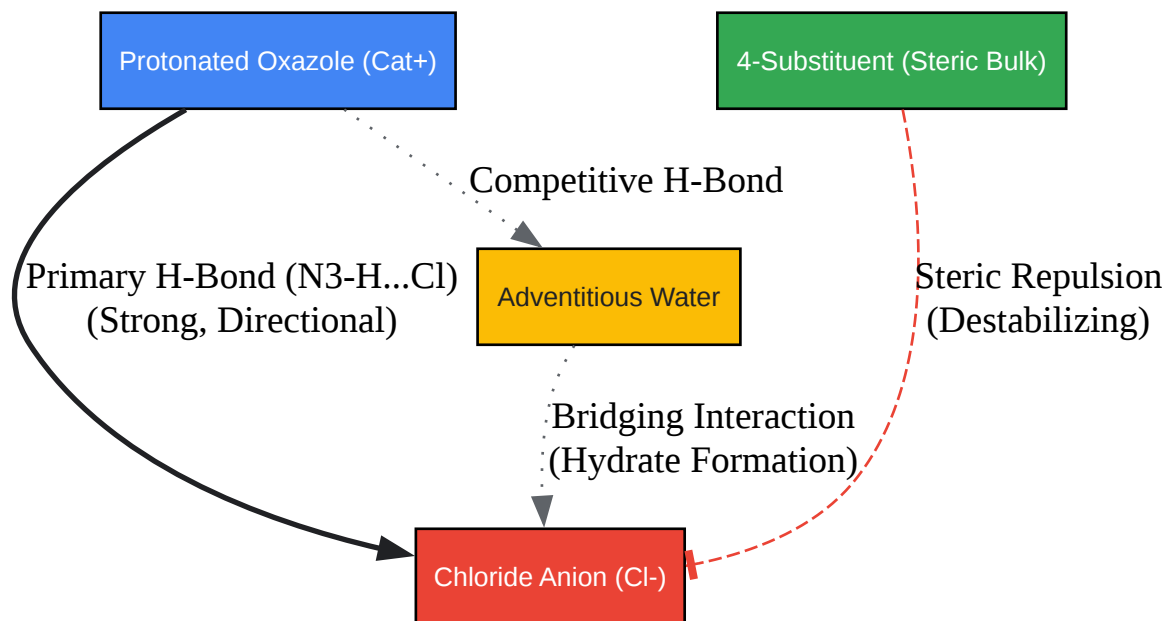 Protonated Oxazole (Cat+)
4-Substituent (Steric Bulk)
Competitive H-Bond
Primary H-Bond (N3-H...Cl)
(Strong, Directional)
Adventitious Water
Steric Repulsion
(Destabilizing)
Bridging Interaction
(Hydrate Formation)
Chloride Anion (Cl-)